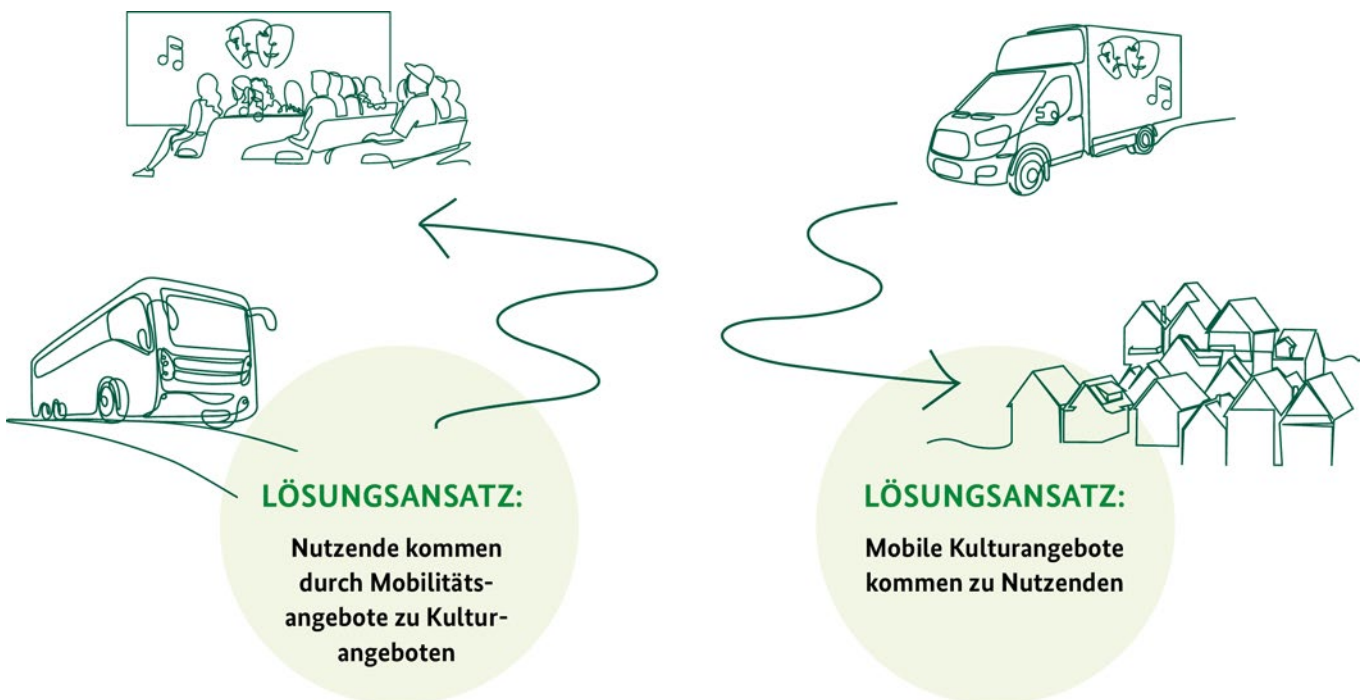 LÖSUNGSANSATZ:
Nutzende kommen
durch Mobilitäts-
angebote zu Kultur-
angeboten
LÖSUNGSANSATZ:
Mobile Kulturangebote
kommen zu Nutzenden